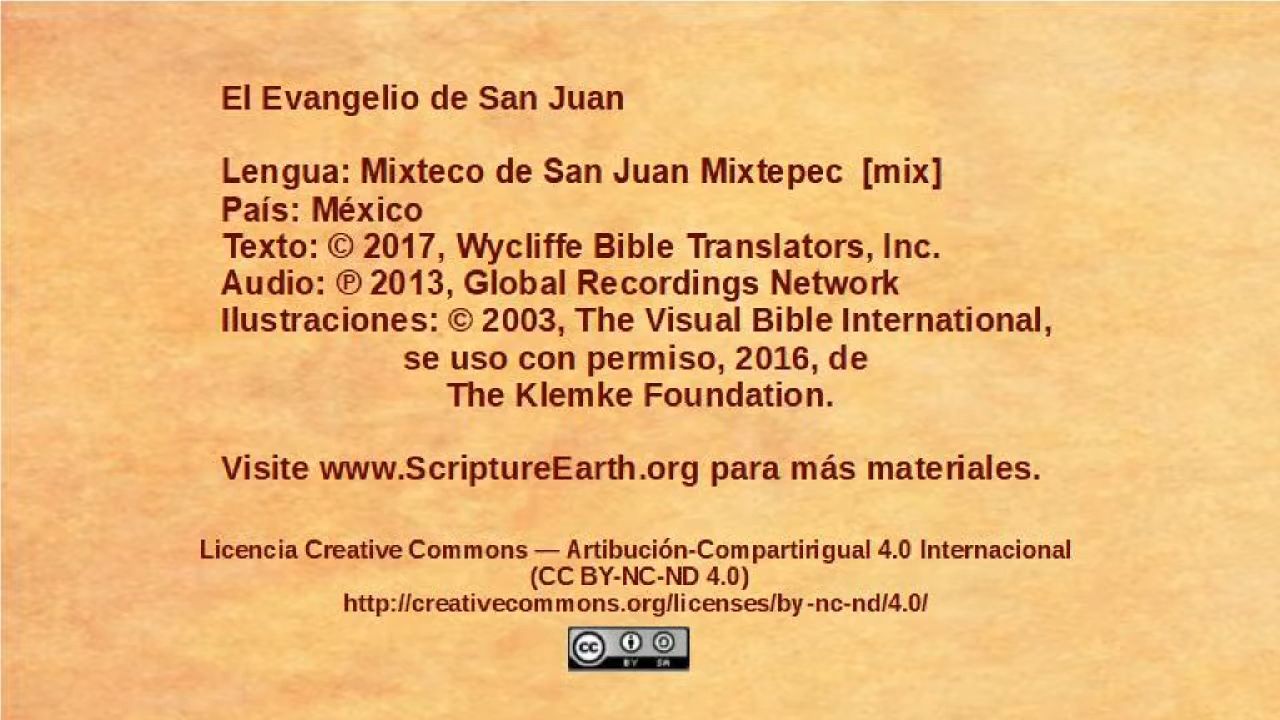 El Evangelio de San Juan
Lengua: Mixteco de San Juan Mixtepec [mix]
País: México
Texto: © 2017, Wycliffe Bible Translators, Inc.
Audio: ℗ 2013, Global Recordings Network
Ilustraciones: © 2003, The Visual Bible International,
se uso con permiso, 2016, de
The Klemke Foundation.
Visite www.ScriptureEarth.org para más materiales.
Licencia Creative Commons — Artibución-Compartirigual 4.0 Internacional
(CC BY-NC-ND 4.0)
http://creativecommons.org/licenses/by-nc-nd/4.0/
cc BY SA